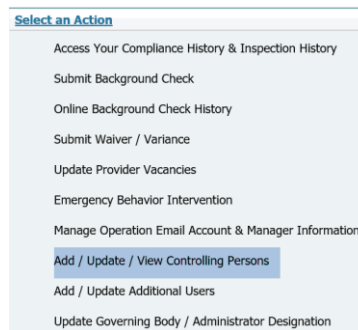 Select an Action
Access Your Compliance History & Inspection History
Submit Background Check
Online Background Check History
Submit Waiver / Variance
Update Provider Vacancies
Emergency Behavior Intervention
Manage Operation Email Account & Manager Information
Add / Update / View Controlling Persons
Add / Update Additional Users
Update Governing Body / Administrator Designation